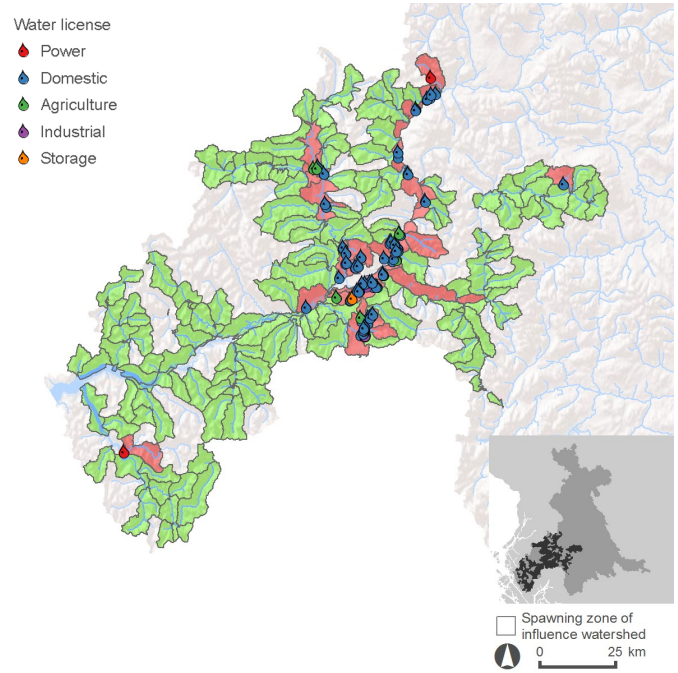 Water license
Power
Domestic
Agriculture
Industrial
Storage
Spawning zone of
influence watershed
0 25 km